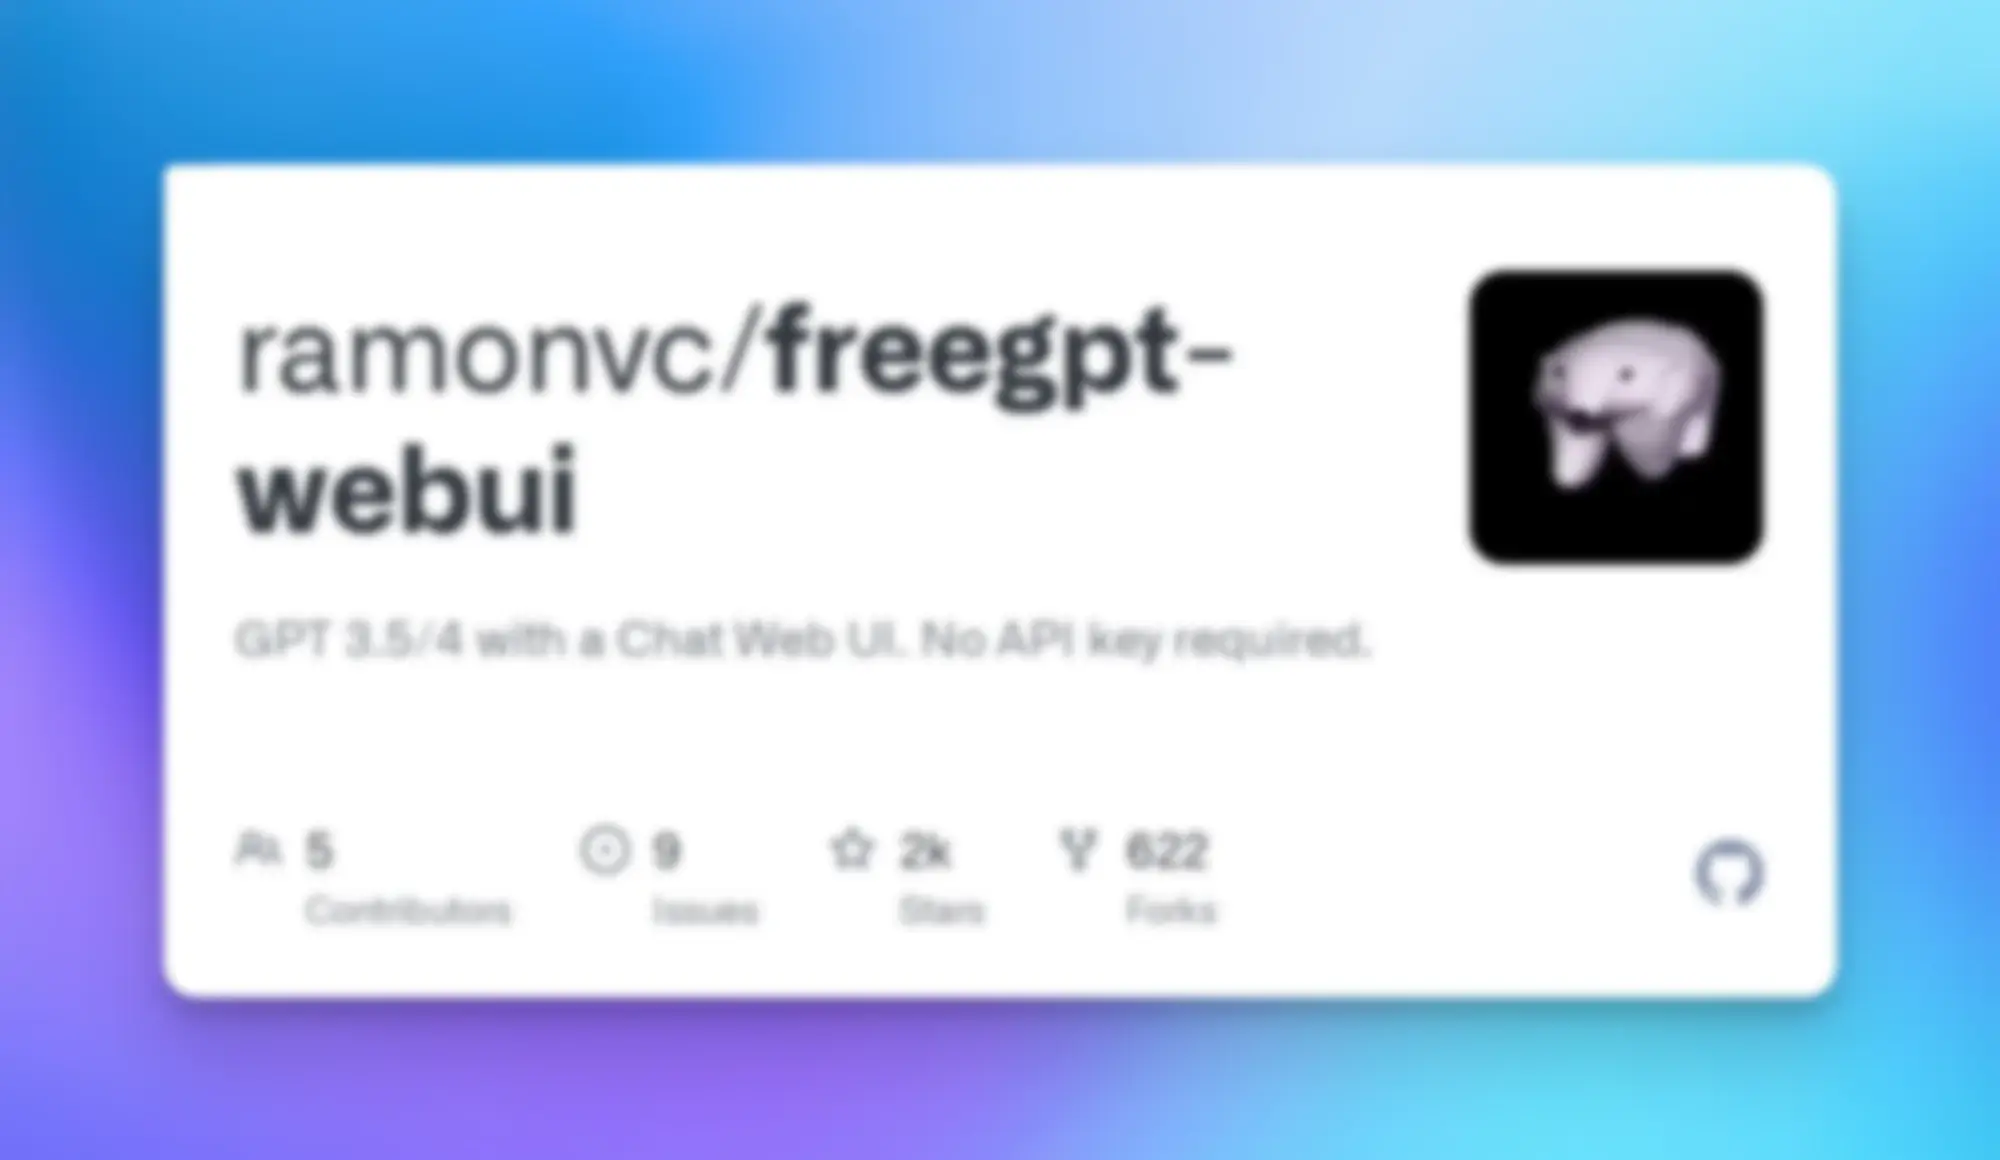 ramonvc/freegpt-
webui
GPT 3.5/4 with a Chat Web UI. No API key required.
5 9 2k 622
Contributors Issues Stars Forks